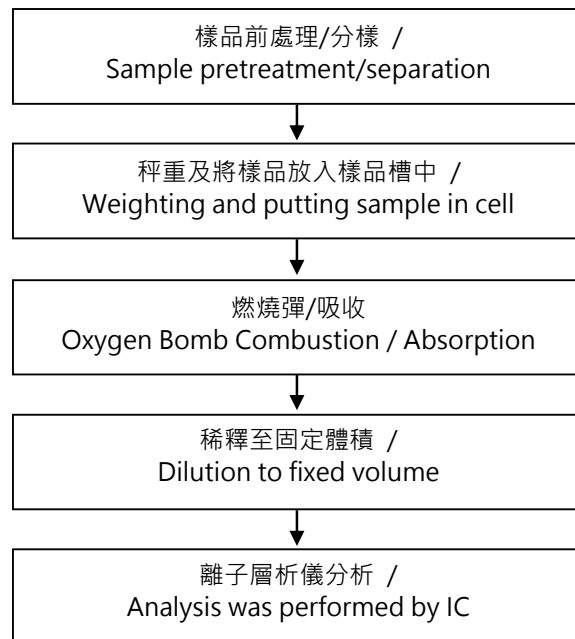 樣品前處理/分樣 /
Sample pretreatment/separation
秤重及將樣品放入樣品槽中 /
Weighting and putting sample in cell
燃燒彈/吸收
Oxygen Bomb Combustion / Absorption
稀釋至固定體積 /
Dilution to fixed volume
離子層析儀分析 /
Analysis was performed by IC